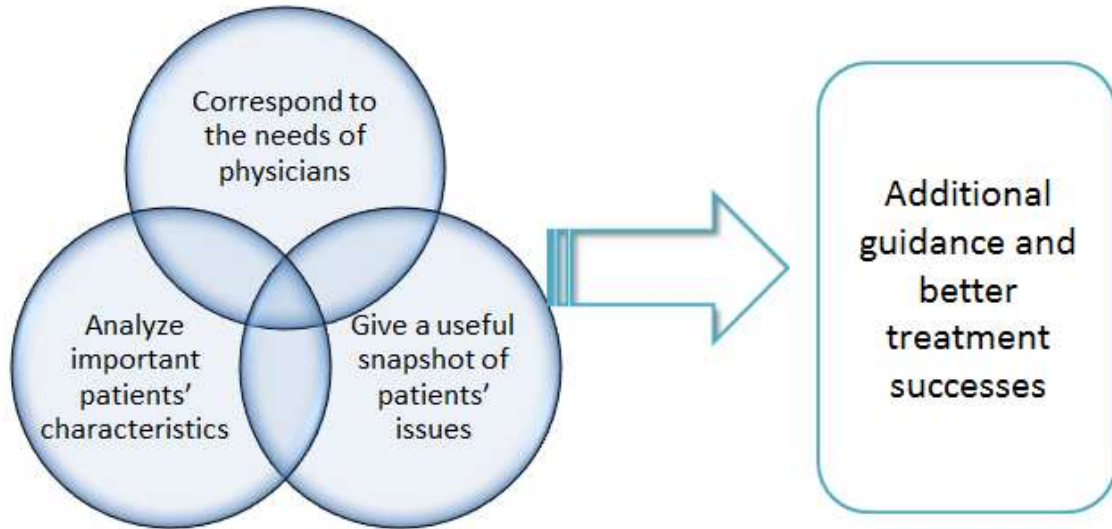 Correspond to
the needs of
physicians
Analyze
important
patients’
characteristics
Give a useful
snapshot of
patients’
issues
Additional
guidance and
better
treatment
successes